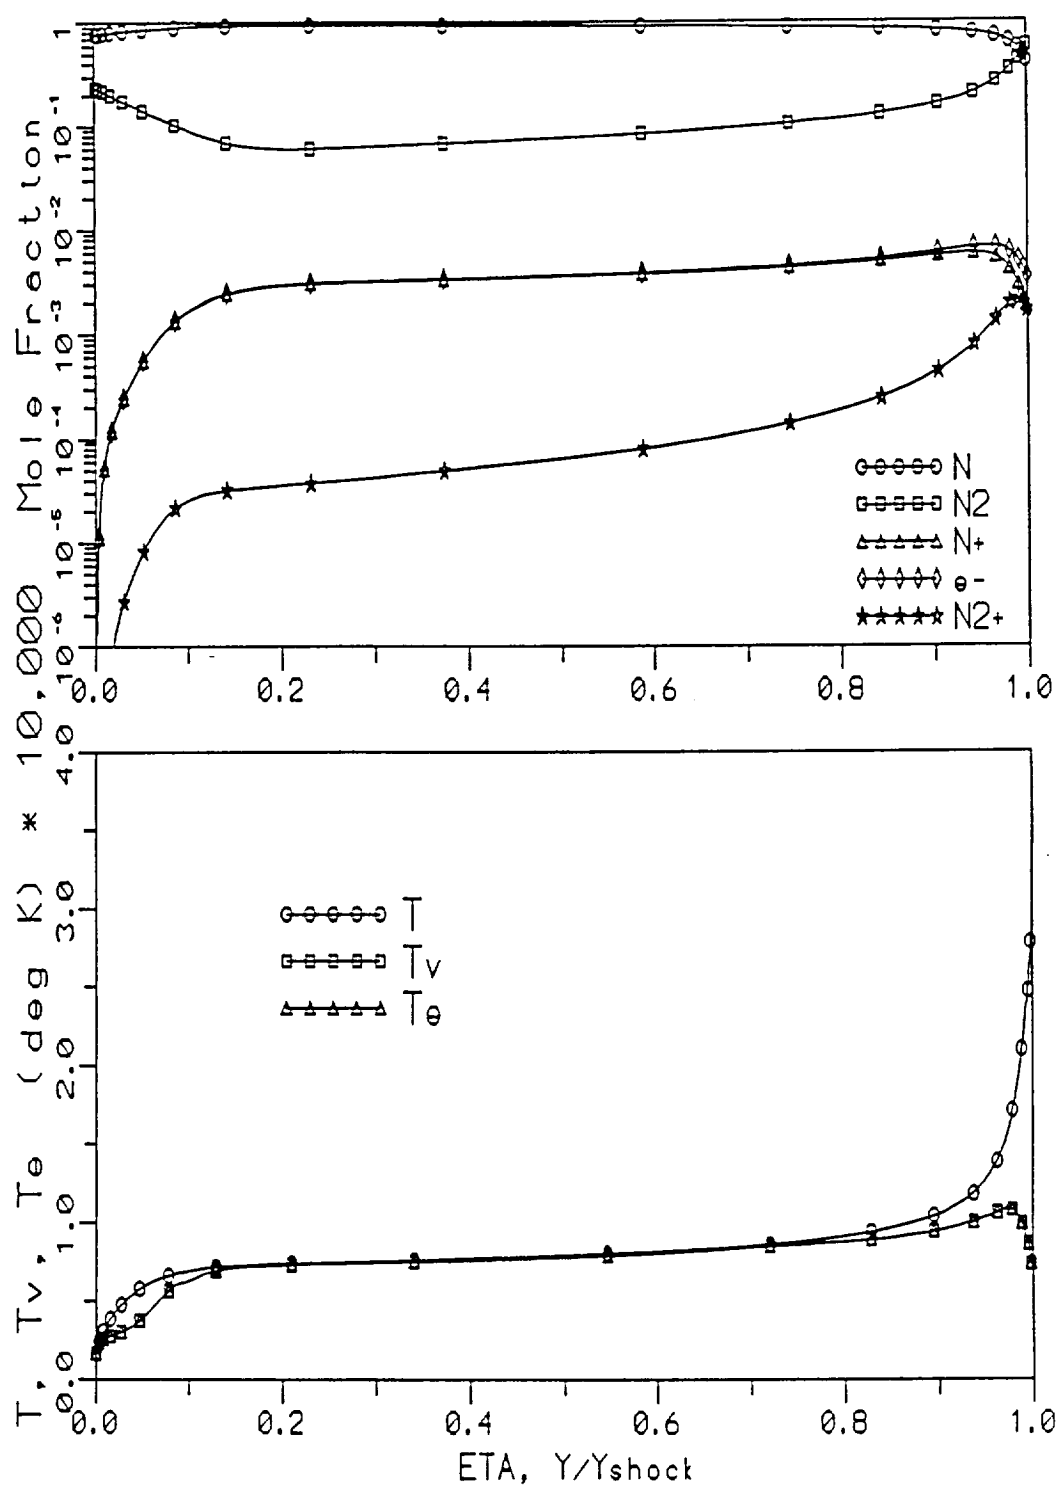 Mole Fraction
1
10-1
10-2
10-3
10-4
10-5
10-6
N
N2
N+
e-
N2+
0.0 0.2 0.4 0.6 0.8 1.0
T, Tv, Te (deg K) * 10,000
4.0
3.0
2.0
1.0
0.0
T
Tv
Te
0.0 0.2 0.4 0.6 0.8 1.0
ETA, Y/Yshock